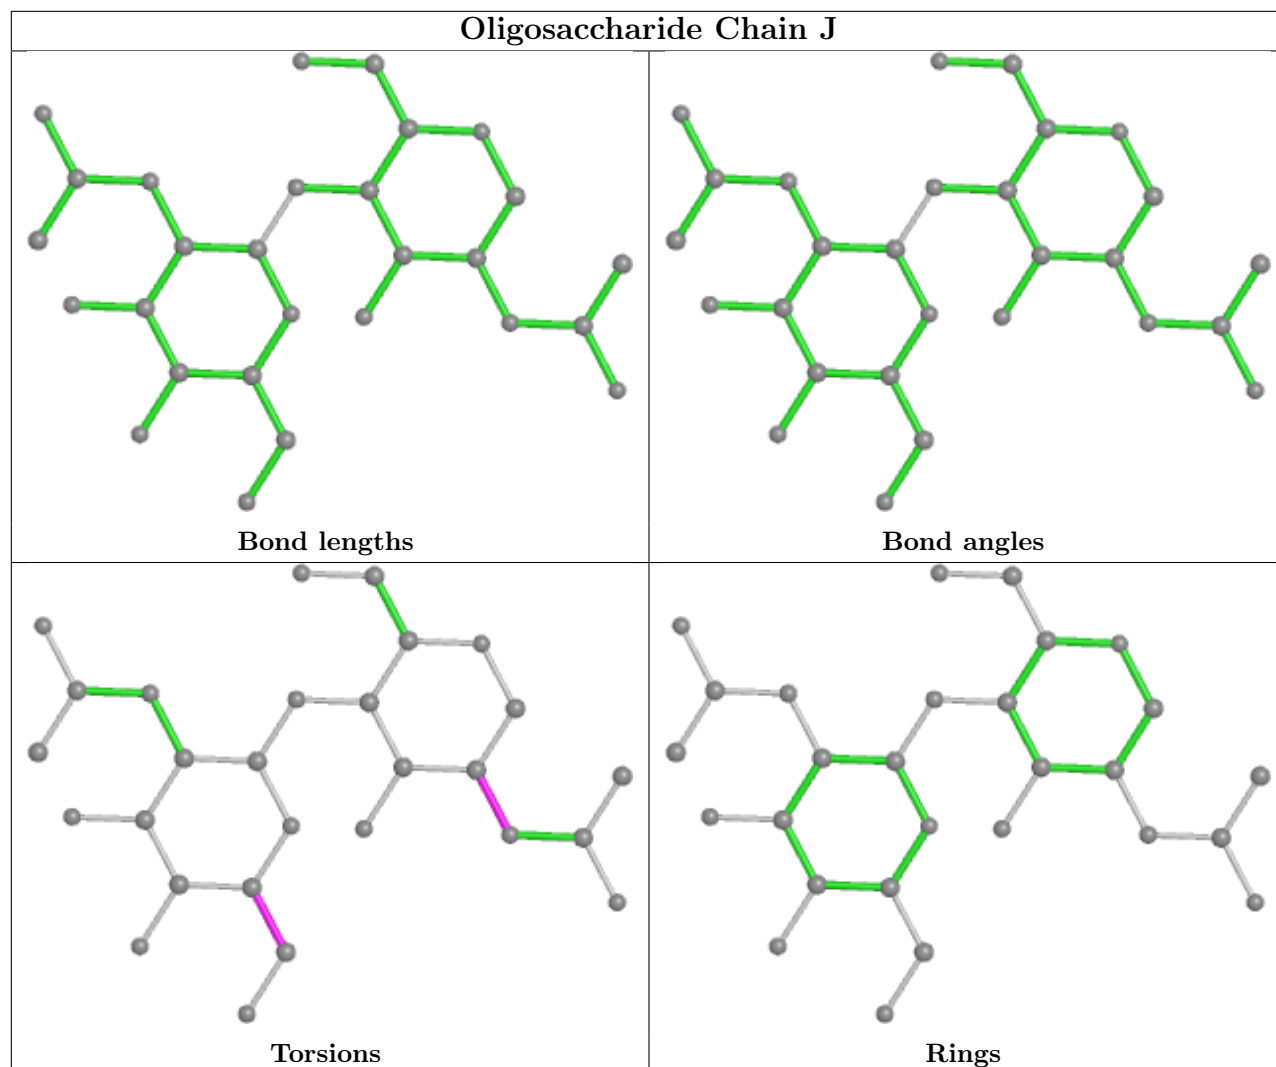 Oligosaccharide Chain J
Bond lengths
Bond angles
Torsions
Rings